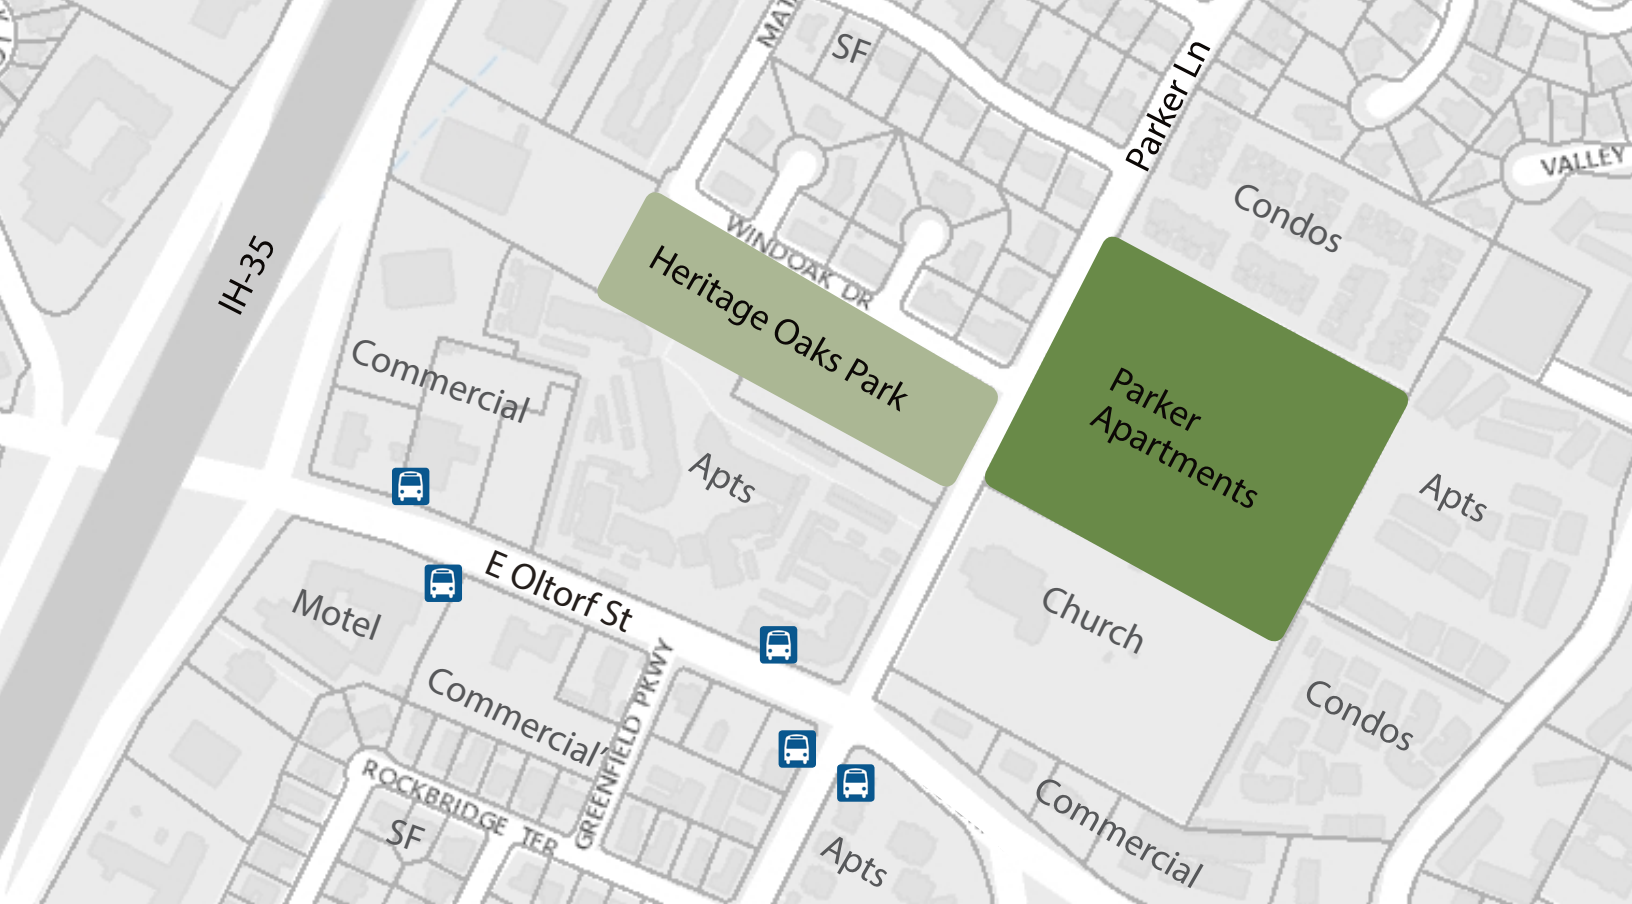 MAT
SF
Parker Ln
VALLEY
Condos
WINDOAK DR
IH-35
Heritage Oaks Park
Commercial
Parker
Apartments
Apts
Apts
E Oltorf St
Motel
Church
Commercial’
GREENFIELD PKWY
Condos
ROCKBRIDGE TER
SF
Commercial
Apts